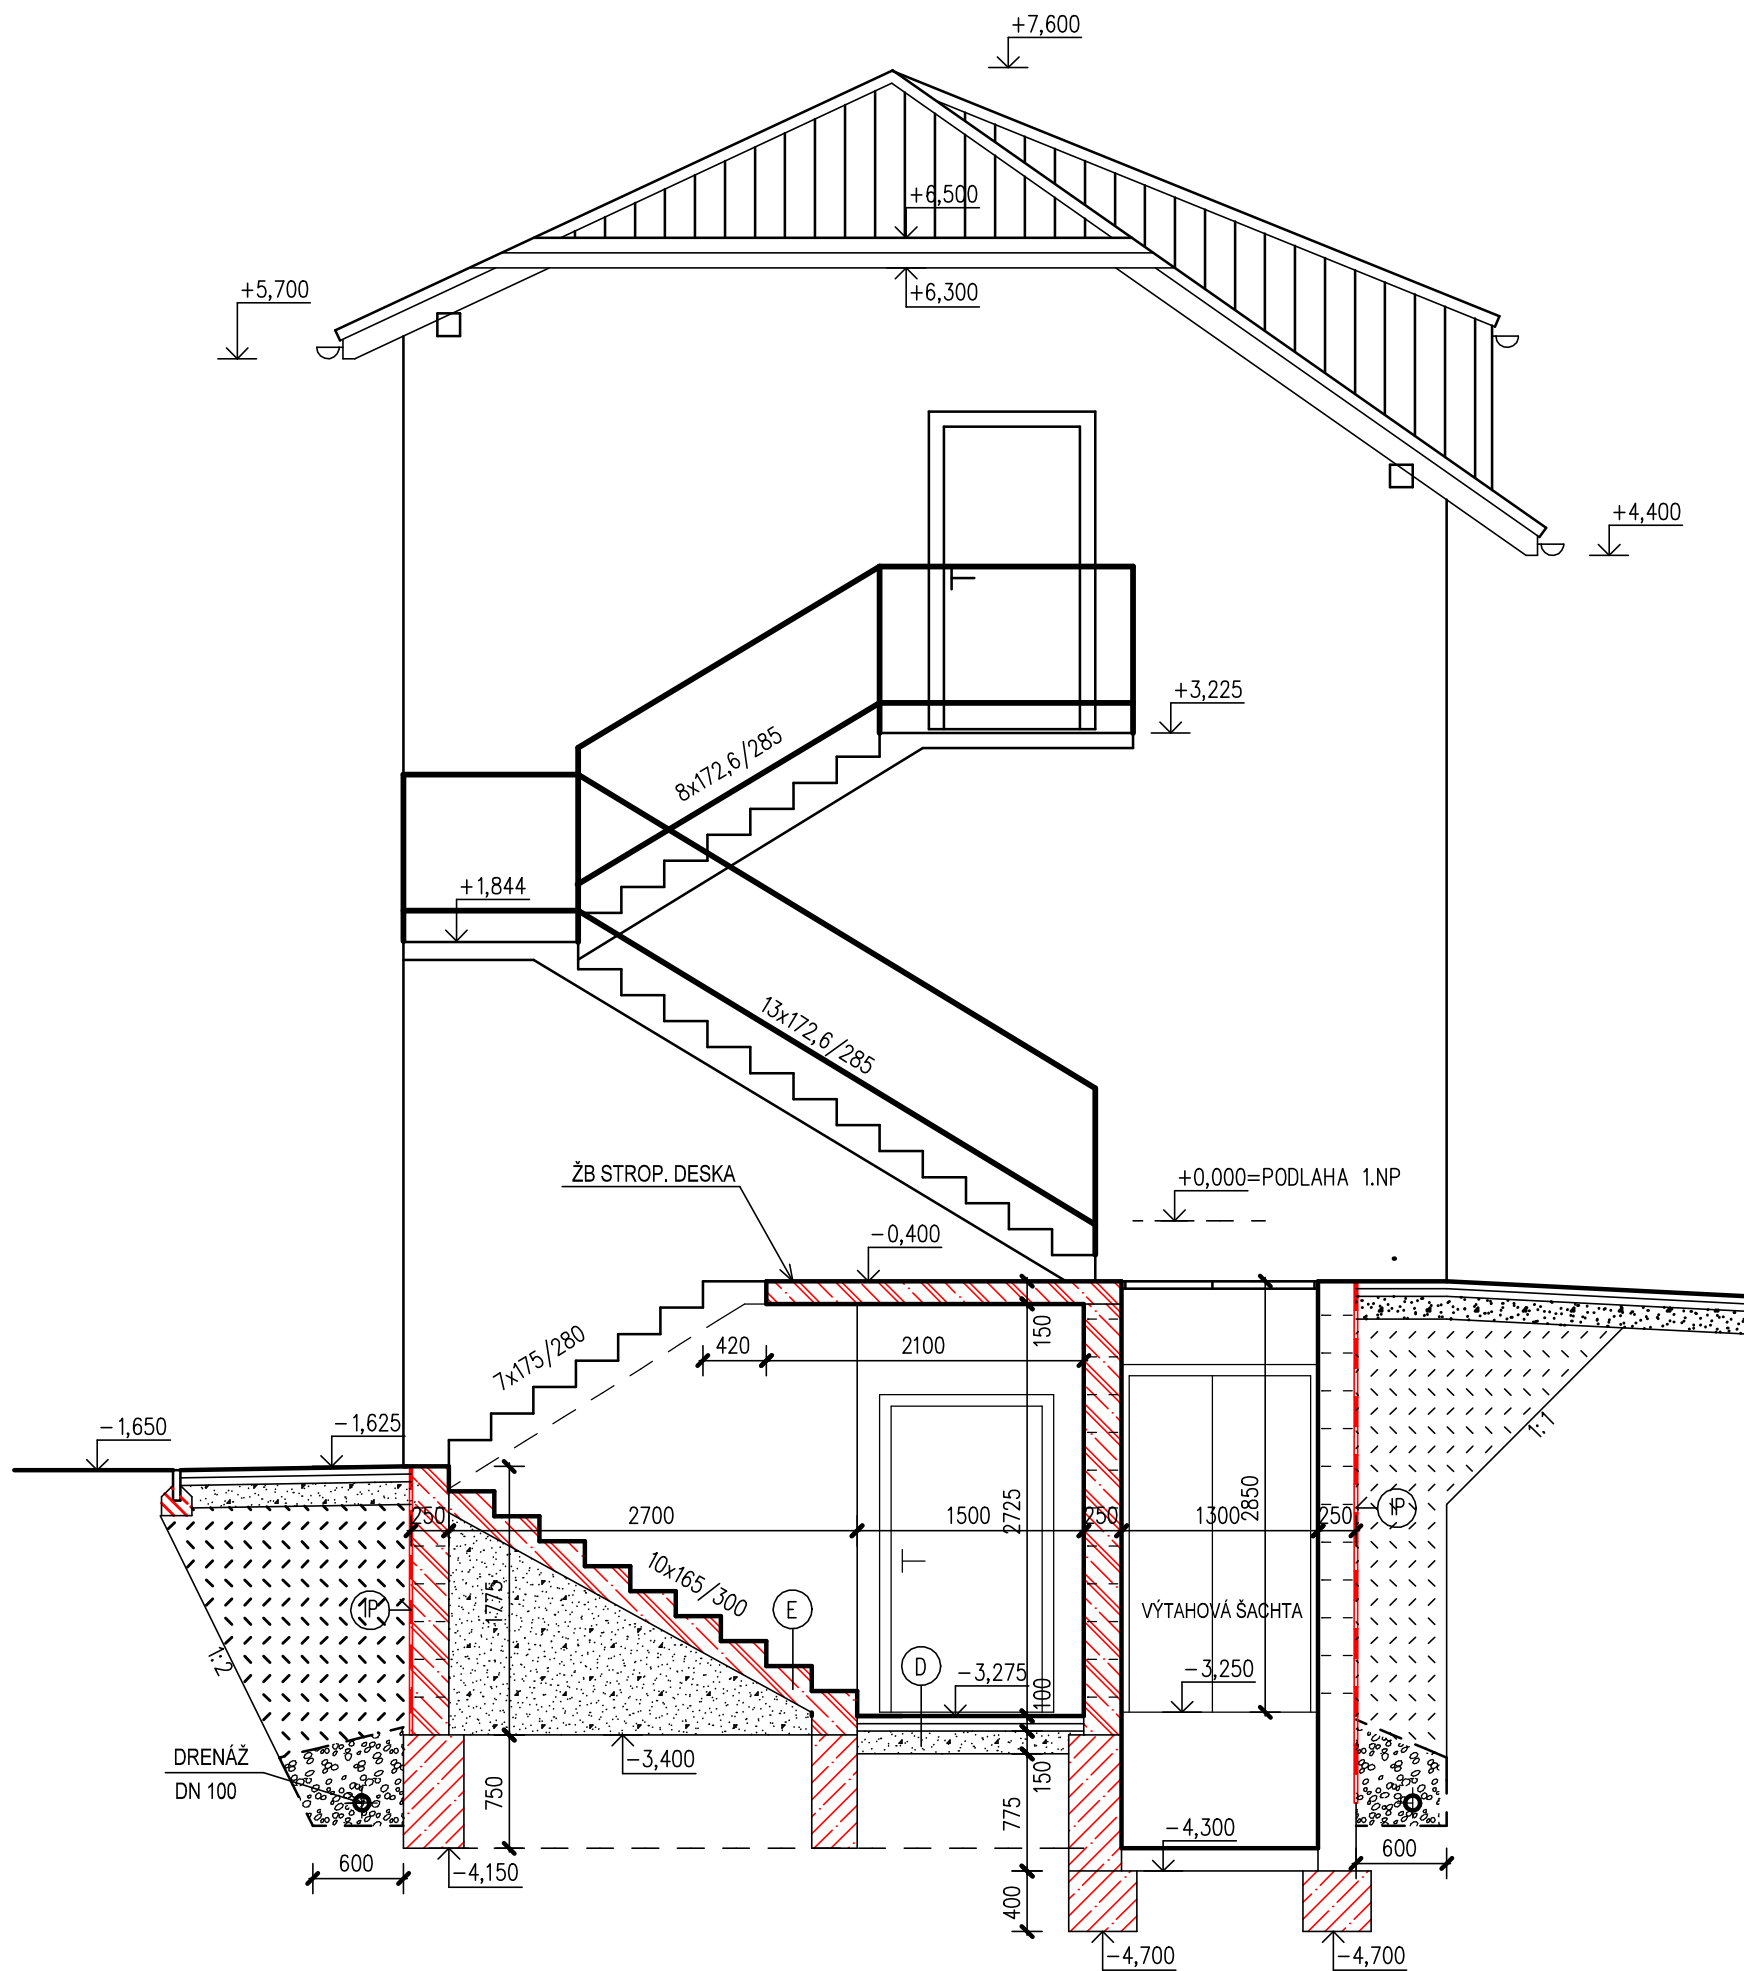 +7,600
+6,500
+5,700
+6,300
+4,400
+3,225
8x172,6/285
+1,844
13x172,6/285
ŽB STROP. DESKA
+0,000=PODLAHA 1.NP
-0,400
150
420
2100
7x175/280
-1,650
-1,625
1:1
250
2700
1500
2725
250
1300
2850
250
IP
10x165/300
1775
IP
E
VÝTAHOVÁ ŠACHTA
1:2
D
-3,275
-3,250
100
DRENÁŽ
DN 100
-3,400
750
150
775
-4,300
600
-4,150
600
400
-4,700
-4,700